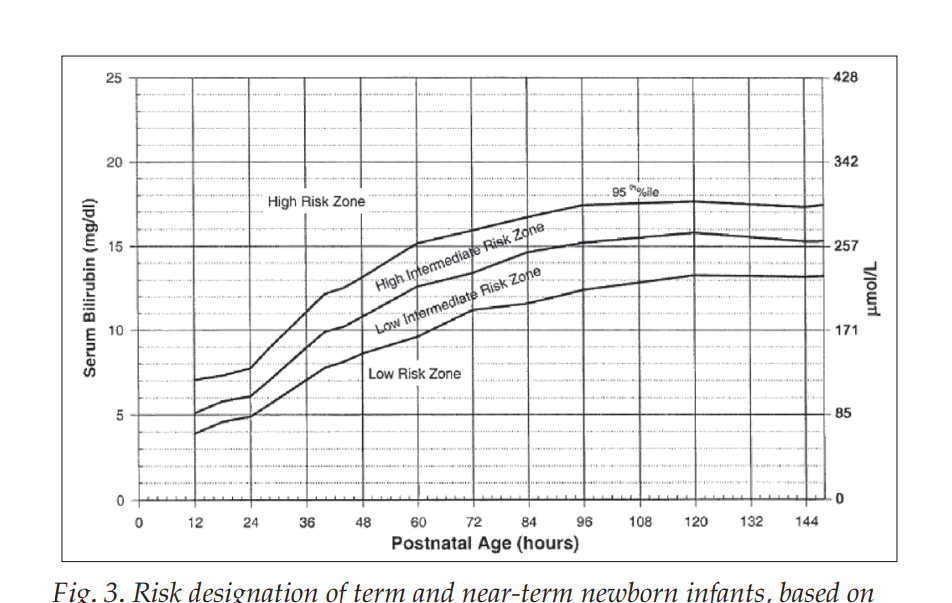 25
428
20
342
95 th%ile
High Risk Zone
High Intermediate Risk Zone
15
257
Serum Bilirubin (mg/dl)
µmol/L
Low Intermediate Risk Zone
10
171
Low Risk Zone
5
85
0
0
0 12 24 36 48 60 72 84 96 108 120 132 144
Postnatal Age (hours)
Fig. 3. Risk designation of term and near-term newborn infants, based on